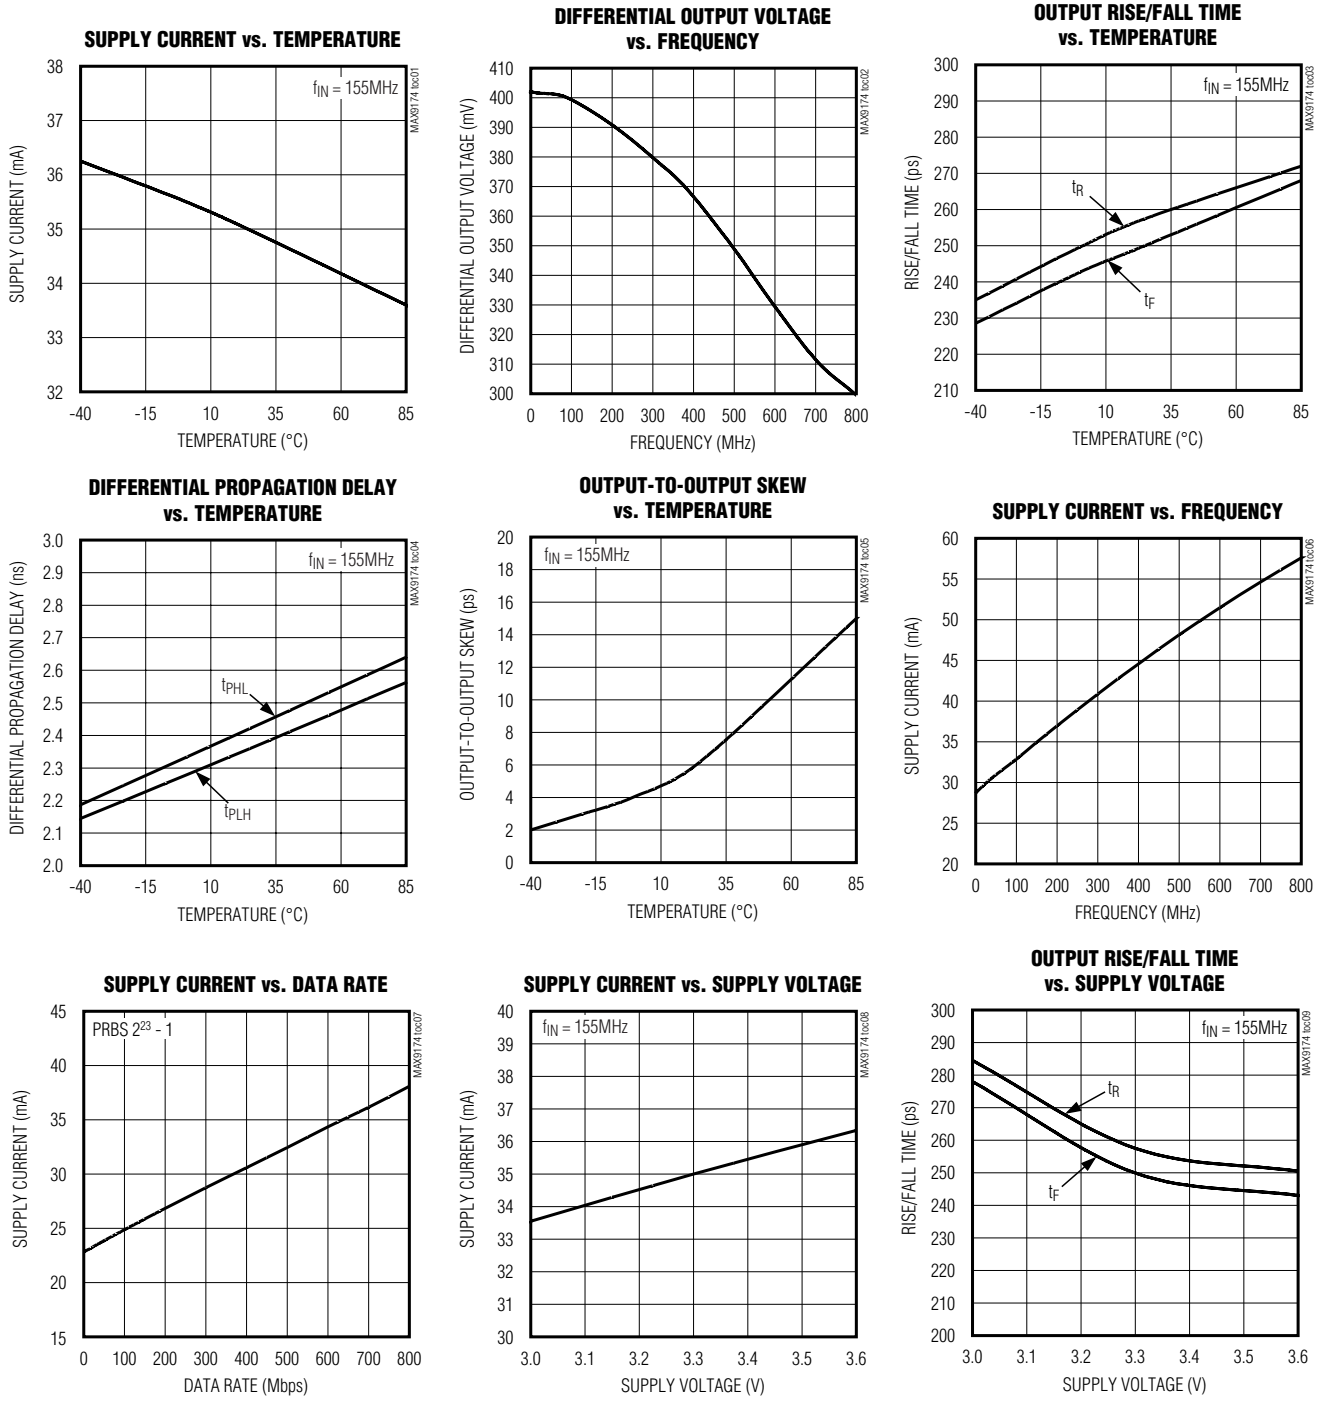 SUPPLY CURRENT vs. TEMPERATURE
38
37
36
35
34
33
32
SUPPLY CURRENT (mA)
fIN = 155MHz
MAX9174 toc01
-40 -15 10 35 60 85
TEMPERATURE (°C)
DIFFERENTIAL OUTPUT VOLTAGE
vs. FREQUENCY
410
400
390
380
370
360
350
340
330
320
310
300
DIFFERENTIAL OUTPUT VOLTAGE (mV)
MAX9174 toc02
0 100 200 300 400 500 600 700 800
FREQUENCY (MHz)
OUTPUT RISE/FALL TIME
vs. TEMPERATURE
300
290
280
270
260
250
240
230
220
210
RISE/FALL TIME (ps)
fIN = 155MHz
tR
tF
MAX9174 toc03
-40 -15 10 35 60 85
TEMPERATURE (°C)
DIFFERENTIAL PROPAGATION DELAY
vs. TEMPERATURE
3.0
2.9
2.8
2.7
2.6
2.5
2.4
2.3
2.2
2.1
2.0
DIFFERENTIAL PROPAGATION DELAY (ns)
fIN = 155MHz
tPHL
tPLH
MAX9174 toc04
-40 -15 10 35 60 85
TEMPERATURE (°C)
OUTPUT-TO-OUTPUT SKEW
vs. TEMPERATURE
20
18
16
14
12
10
8
6
4
2
0
OUTPUT-TO-OUTPUT SKEW (ps)
fIN = 155MHz
MAX9174 toc05
-40 -15 10 35 60 85
TEMPERATURE (°C)
SUPPLY CURRENT vs. FREQUENCY
60
55
50
45
40
35
30
25
20
SUPPLY CURRENT (mA)
MAX9174 toc06
0 100 200 300 400 500 600 700 800
FREQUENCY (MHz)
SUPPLY CURRENT vs. DATA RATE
45
40
35
30
25
20
15
SUPPLY CURRENT (mA)
PRBS 2²³ - 1
MAX9174 toc07
0 100 200 300 400 500 600 700 800
DATA RATE (Mbps)
SUPPLY CURRENT vs. SUPPLY VOLTAGE
40
39
38
37
36
35
34
33
32
31
30
SUPPLY CURRENT (mA)
fIN = 155MHz
MAX9174 toc08
3.0 3.1 3.2 3.3 3.4 3.5 3.6
SUPPLY VOLTAGE (V)
OUTPUT RISE/FALL TIME
vs. SUPPLY VOLTAGE
300
290
280
270
260
250
240
230
220
210
200
RISE/FALL TIME (ps)
fIN = 155MHz
tR
tF
MAX9174 toc09
3.0 3.1 3.2 3.3 3.4 3.5 3.6
SUPPLY VOLTAGE (V)